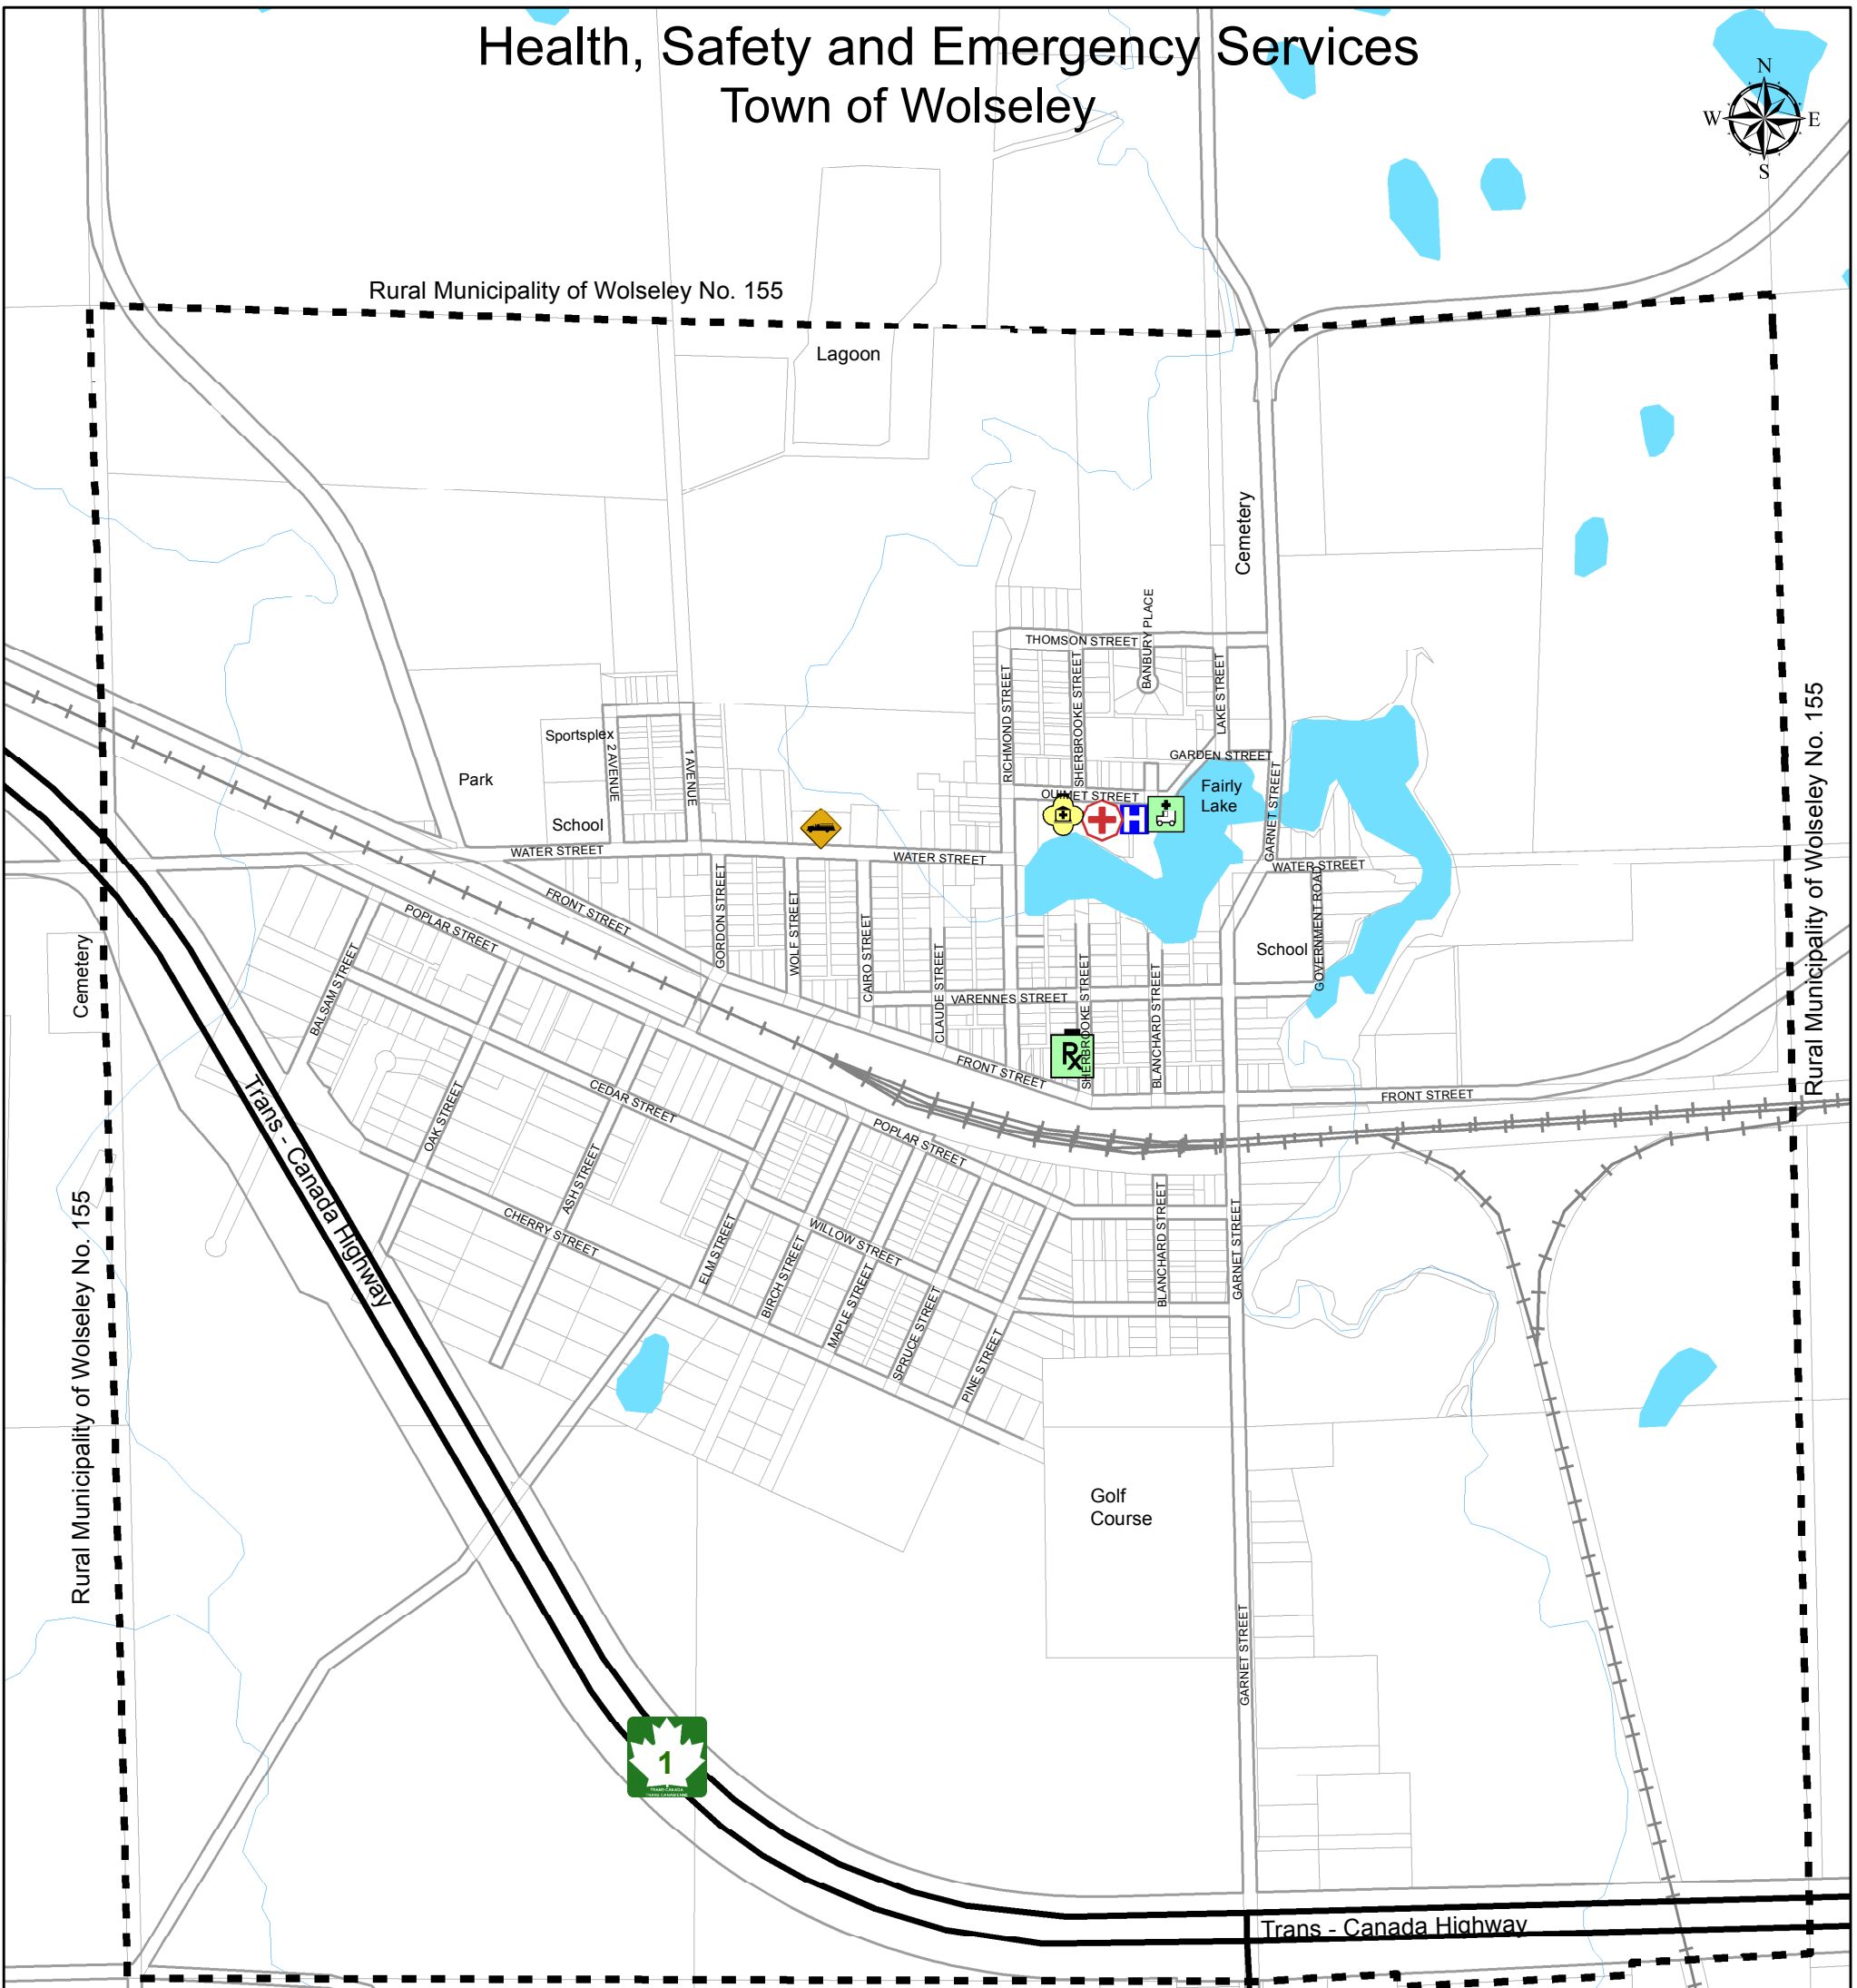 Health, Safety and Emergency Services
Town of Wolseley
N
W
E
S
Rural Municipality of Wolseley No. 155
Lagoon
Cemetery
BANBURY PLACE
THOMSON STREET
RICHMOND STREET
SHERBROOKE STREET
LAKE STREET
Rural Municipality of Wolseley No. 155
Sportsplex
2 AVENUE
1 AVENUE
GARDEN STREET
Park
OUIMET STREET
Fairly
Lake
GARNET STREET
School
H
WATER STREET
WATER STREET
WATER STREET
FRONT STREET
POPLAR STREET
GORDON STREET
WOLF STREET
CAIRO STREET
CLAUDE STREET
School
GOVERNMENT ROAD
Cemetery
BALSAM STREET
VARENNES STREET
SHERBROOKE STREET
BLANCHARD STREET
Rx
FRONT STREET
FRONT STREET
Trans - Canada Highway
OAK STREET
CEDAR STREET
POPLAR STREET
ASH STREET
CHERRY STREET
ELM STREET
WILLOW STREET
BIRCH STREET
MAPLE STREET
SPRUCE STREET
PINE STREET
BLANCHARD STREET
GARNET STREET
Rural Municipality of Wolseley No. 155
Golf
Course
GARNET STREET
1
TRANS-CANADA
Trans - Canada Highway